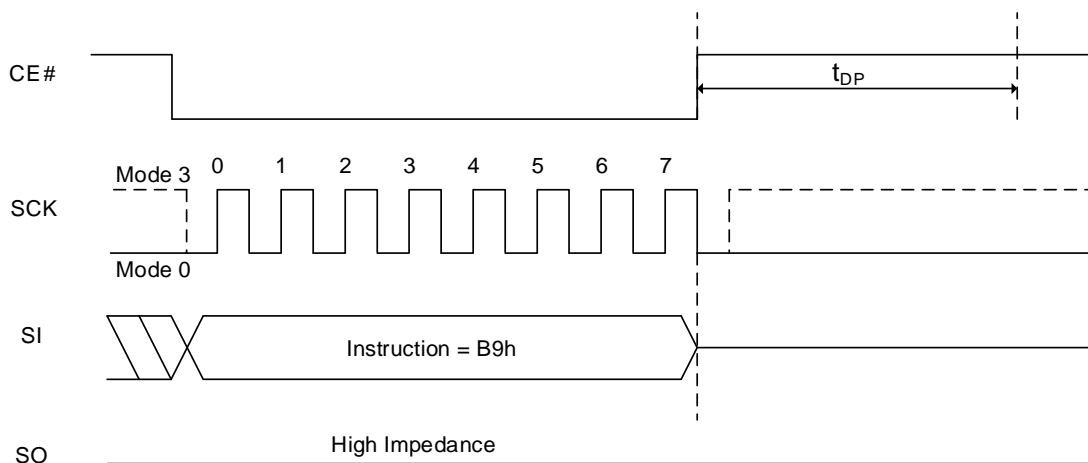 CE#
tDP
Mode 3
0 1 2 3 4 5 6 7
SCK
Mode 0
SI
Instruction = B9h
SO
High Impedance